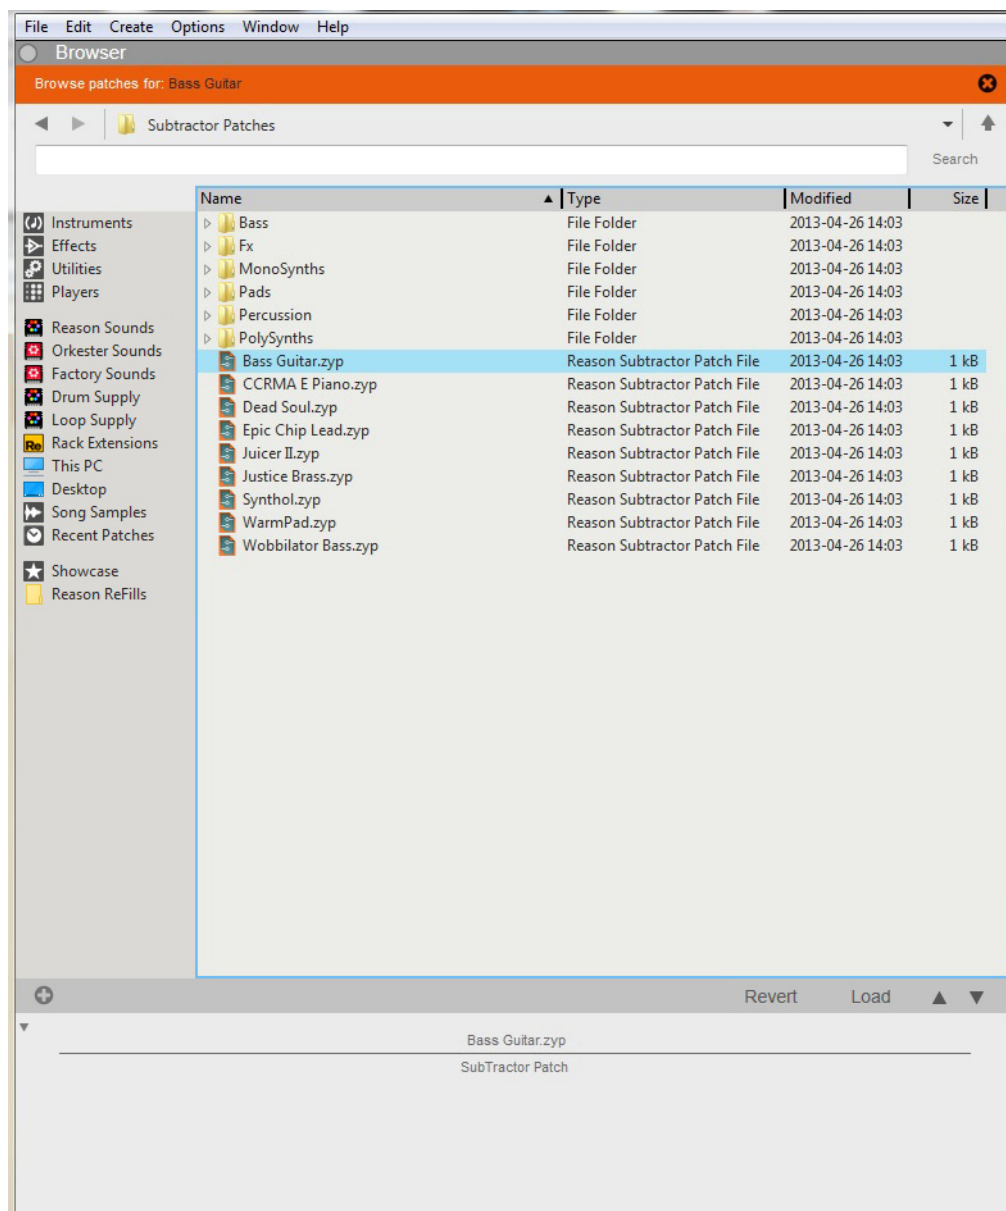 File Edit Create Options Window Help
Browser
Browse patches for: Bass Guitar
Subtractor Patches
Search
Name Type Modified Size
Instruments
Effects
Utilities
Players
Reason Sounds
Orkester Sounds
Factory Sounds
Drum Supply
Loop Supply
Re Rack Extensions
This PC
Desktop
Song Samples
Recent Patches
Showcase
Reason ReFills
Bass File Folder 2013-04-26 14:03
Fx File Folder 2013-04-26 14:03
MonoSynths File Folder 2013-04-26 14:03
Pads File Folder 2013-04-26 14:03
Percussion File Folder 2013-04-26 14:03
PolySynths File Folder 2013-04-26 14:03
Bass Guitar.zyp Reason Subtractor Patch File 2013-04-26 14:03 1 kB
CCRMA E Piano.zyp Reason Subtractor Patch File 2013-04-26 14:03 1 kB
Dead Soul.zyp Reason Subtractor Patch File 2013-04-26 14:03 1 kB
Epic Chip Lead.zyp Reason Subtractor Patch File 2013-04-26 14:03 1 kB
Juicer II.zyp Reason Subtractor Patch File 2013-04-26 14:03 1 kB
Justice Brass.zyp Reason Subtractor Patch File 2013-04-26 14:03 1 kB
Synthol.zyp Reason Subtractor Patch File 2013-04-26 14:03 1 kB
WarmPad.zyp Reason Subtractor Patch File 2013-04-26 14:03 1 kB
Wobbilator Bass.zyp Reason Subtractor Patch File 2013-04-26 14:03 1 kB
Revert Load
Bass Guitar.zyp
SubTractor Patch